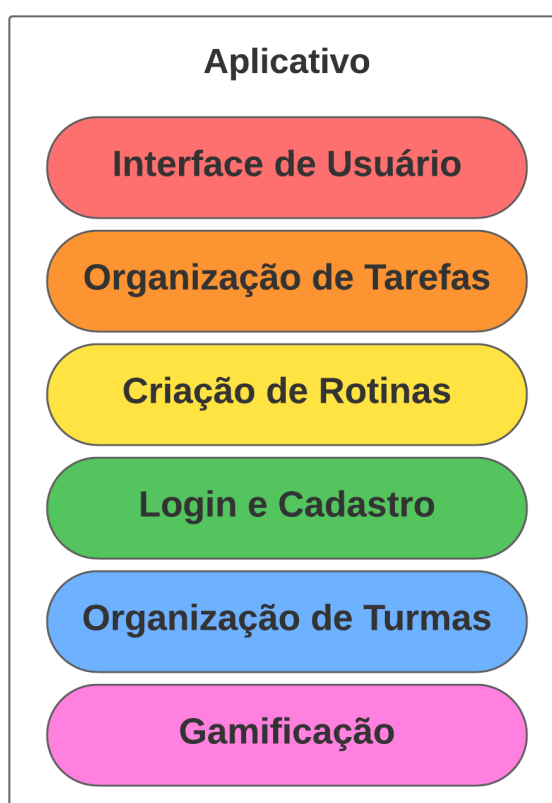 Aplicativo
Interface de Usuário
Organização de Tarefas
Criação de Rotinas
Login e Cadastro
Organização de Turmas
Gamificação